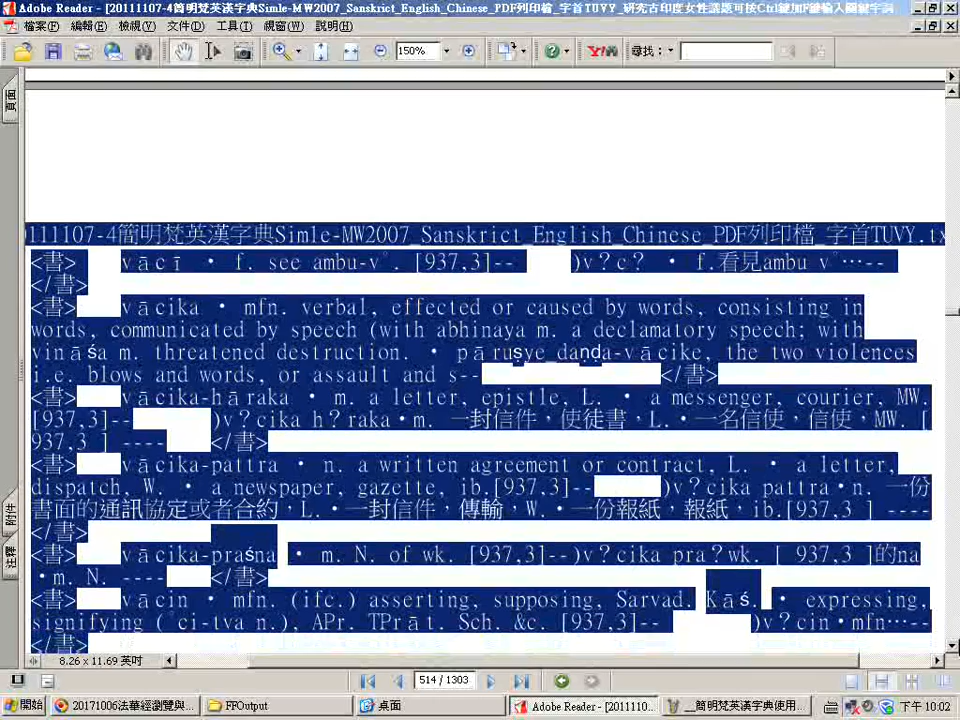 Adobe Reader - [20111107-4簡明梵英漢字典Simle-MW2007_Sanskrict_English_Chinese_PDF列印檔_字首TUVY_研究古印度女性議題可按Ctrl鍵加F鍵輸入關鍵字詞
檔案(F) 編輯(E) 檢視(V) 文件(D) 工具(T) 視窗(W) 說明(H)
150% Y! 尋找:
頁面
附件
註釋
111107-4簡明梵英漢字典Simle-MW2007_Sanskrict_English_Chinese_PDF列印檔_字首TUVY.tx
<書> vācī • f. see ambu-v°. [937,3]-- )v?c? • f.看見ambu v°…--
</書>
<書> vācika • mfn. verbal, effected or caused by words, consisting in
words, communicated by speech (with abhinaya m. a declamatory speech; with
vināśa m. threatened destruction. • pāruṣye_daṇḍa-vācike, the two violences
i.e. blows and words, or assault and s-- </書>
<書> vācika-hāraka • m. a letter, epistle, L. • a messenger, courier, MW.
[937,3]-- )v?cika h?raka•m. 一封信件，使徒書，L.•一名信使，信使，MW. [
937,3 ] ---- </書>
<書> vācika-pattra • n. a written agreement or contract, L. • a letter,
dispatch, W. • a newspaper, gazette, ib.[937,3]-- )v?cika pattra•n. 一份
書面的通訊協定或者合約，L.•一封信件，傳輸，W.•一份報紙，報紙，ib.[937,3 ] ----
</書>
<書> vācika-praśna • m. N. of wk. [937,3]--)v?cika pra?wk. [ 937,3 ]的na
•m. N. ---- </書>
<書> vācin • mfn. (ifc.) asserting, supposing, Sarvad. Kāś. • expressing,
signifying (°ci-tva n.), APr. TPrāt. Sch. &c. [937,3]-- )v?cin•mfn…--
</書>
8.26 x 11.69 英吋
514 / 1303
開始 20171006法華經瀏覽與... FFOutput 桌面 Adobe Reader - [2011110... __簡明梵英字典使用... 下午 10:02